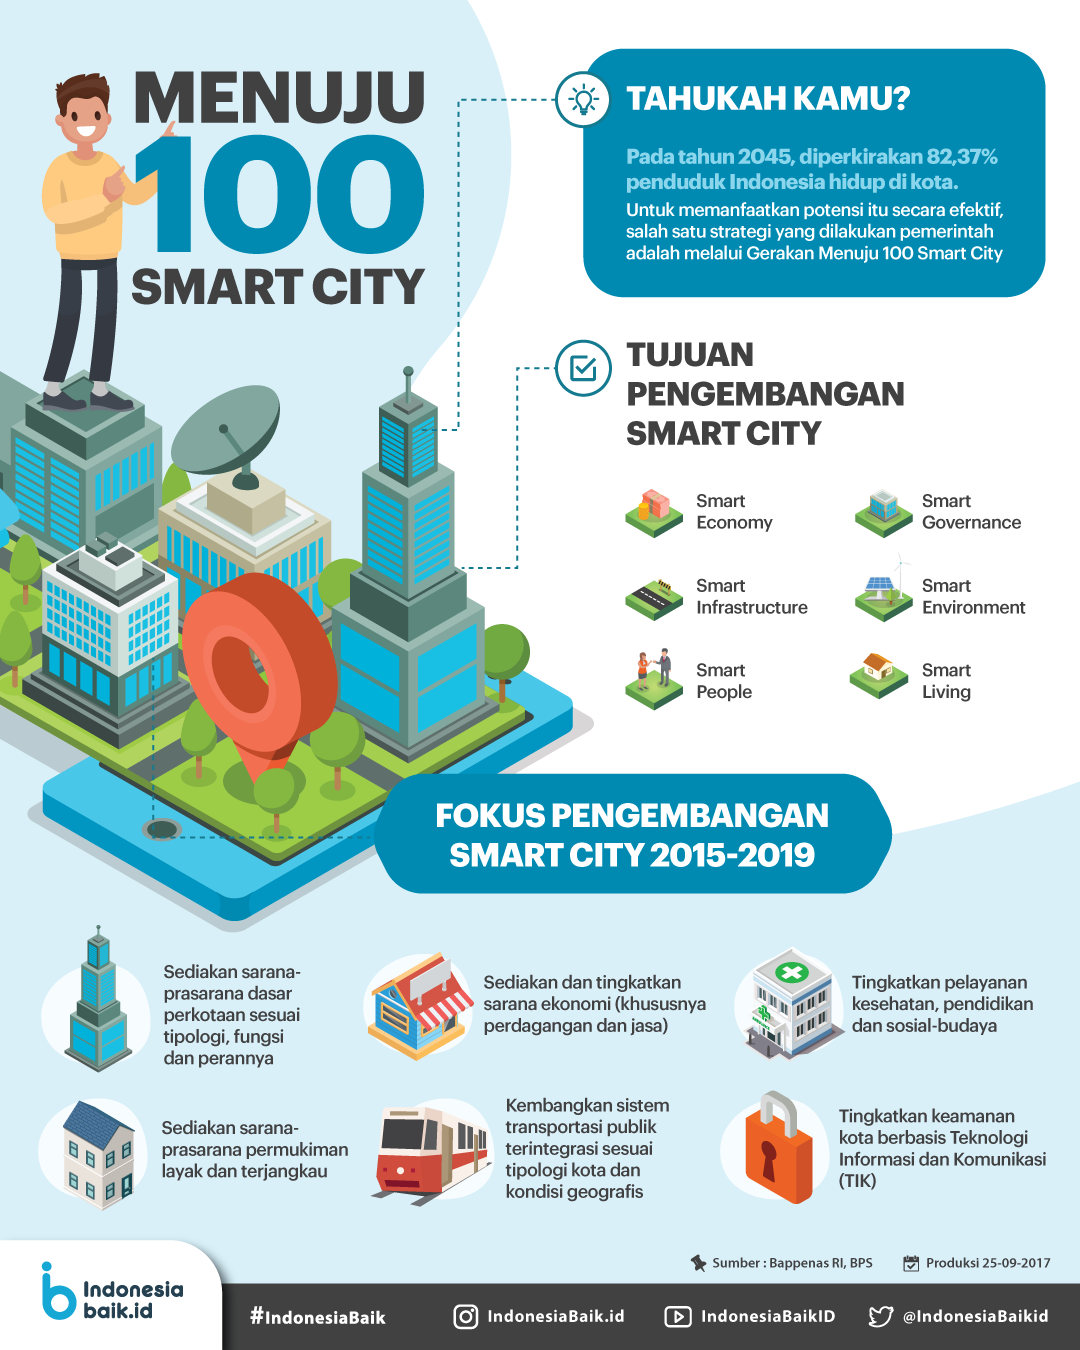 MENUJU
100
SMART CITY
TAHUKAH KAMU?
Pada tahun 2045, diperkirakan 82,37%
penduduk Indonesia hidup di kota.
Untuk memanfaatkan potensi itu secara efektif,
salah satu strategi yang dilakukan pemerintah
adalah melalui Gerakan Menuju 100 Smart City
TUJUAN
PENGEMBANGAN
SMART CITY
Smart
Economy
Smart
Governance
Smart
Infrastructure
Smart
Environment
Smart
People
Smart
Living
FOKUS PENGEMBANGAN
SMART CITY 2015-2019
Sediakan sarana-
prasarana dasar
perkotaan sesuai
tipologi, fungsi
dan perannya
Sediakan dan tingkatkan
sarana ekonomi (khususnya
perdagangan dan jasa)
Tingkatkan pelayanan
kesehatan, pendidikan
dan sosial-budaya
Sediakan sarana-
prasarana permukiman
layak dan terjangkau
Kembangkan sistem
transportasi publik
terintegrasi sesuai
tipologi kota dan
kondisi geografis
Tingkatkan keamanan
kota berbasis Teknologi
Informasi dan Komunikasi
(TIK)
Sumber : Bappenas RI, BPS
Produksi 25-09-2017
Indonesia
baik.id
#IndonesiaBaik
IndonesiaBaik.id
IndonesiaBaikID
@IndonesiaBaikid